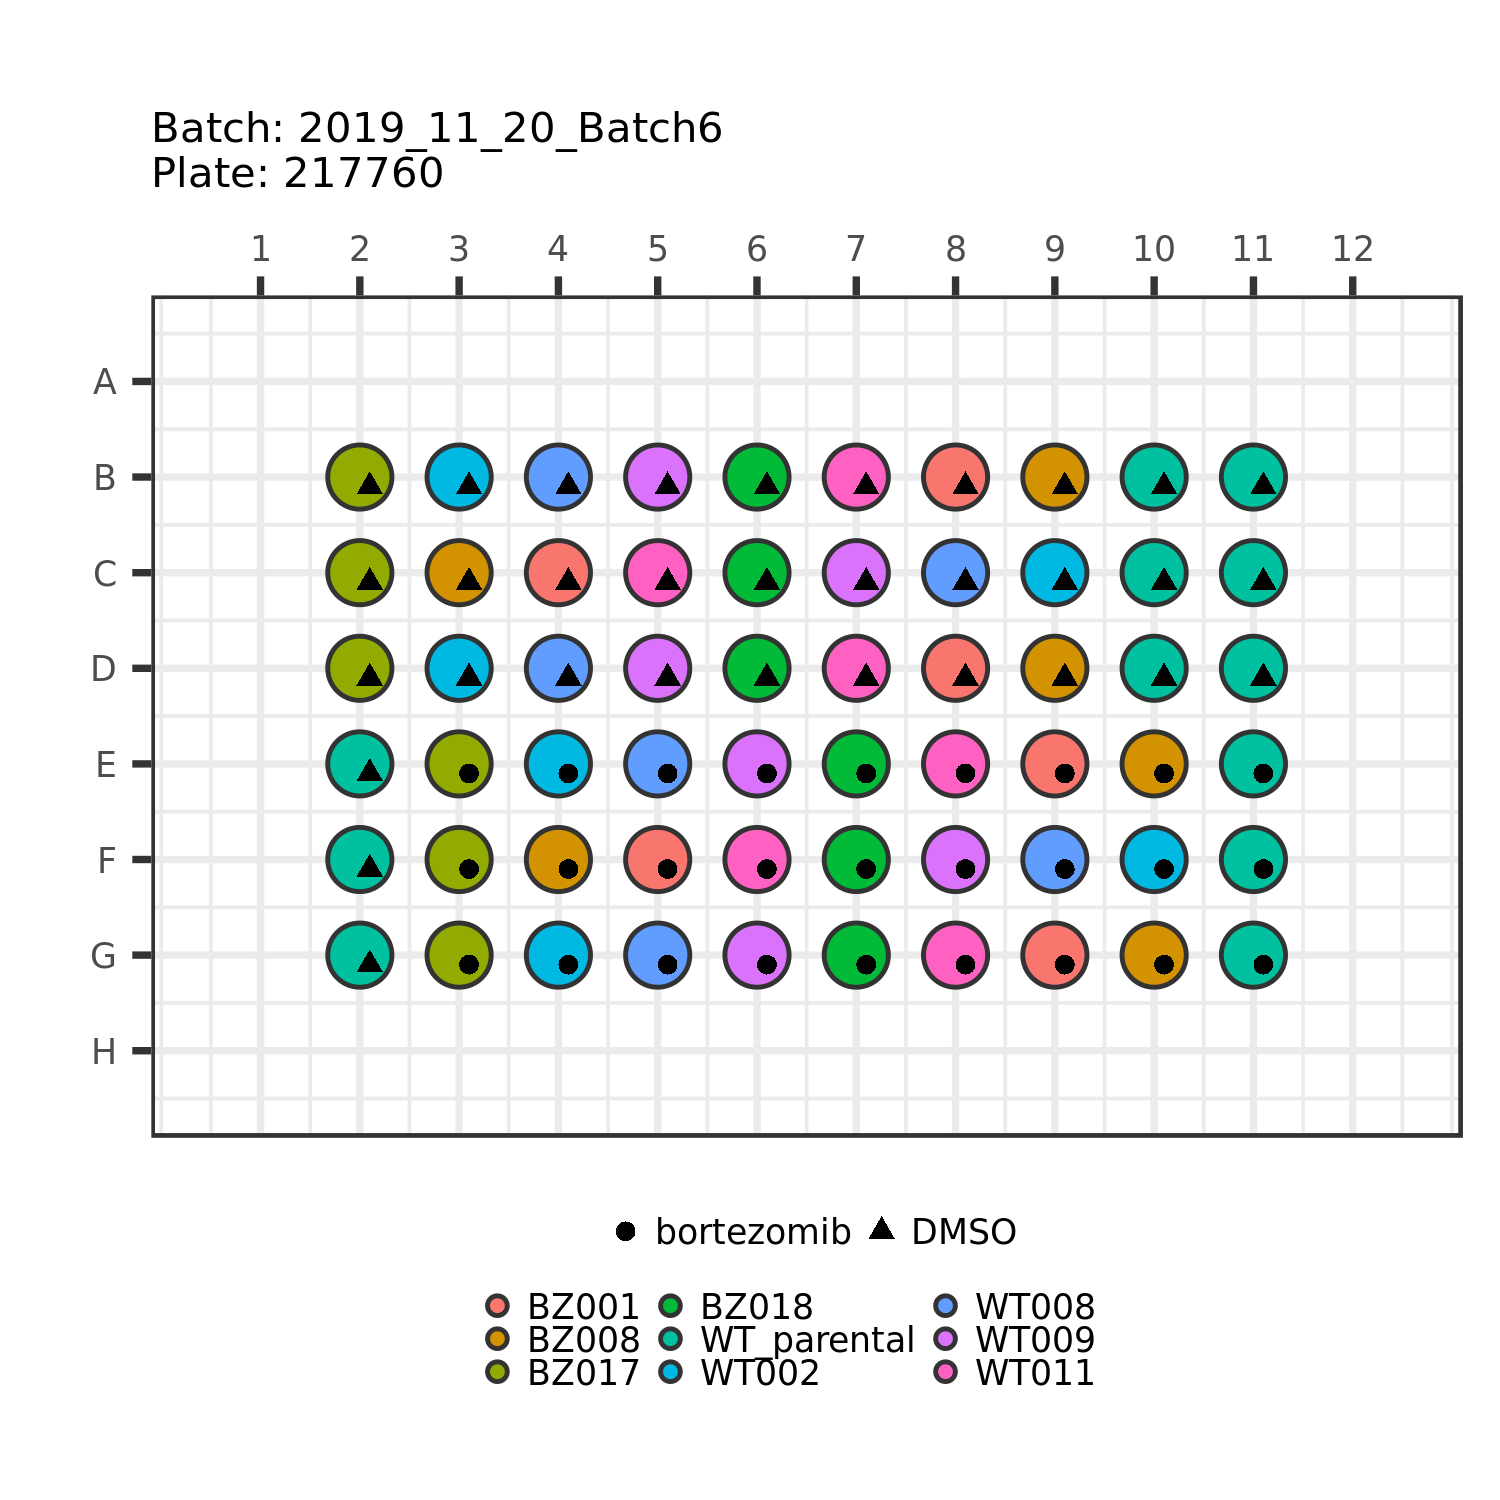 Batch: 2019_11_20_Batch6
Plate: 217760
1 2 3 4 5 6 7 8 9 10 11 12
A
B
C
D
E
F
G
H
bortezomib DMSO
BZ001 BZ018 WT008
BZ008 WT_parental WT009
BZ017 WT002 WT011